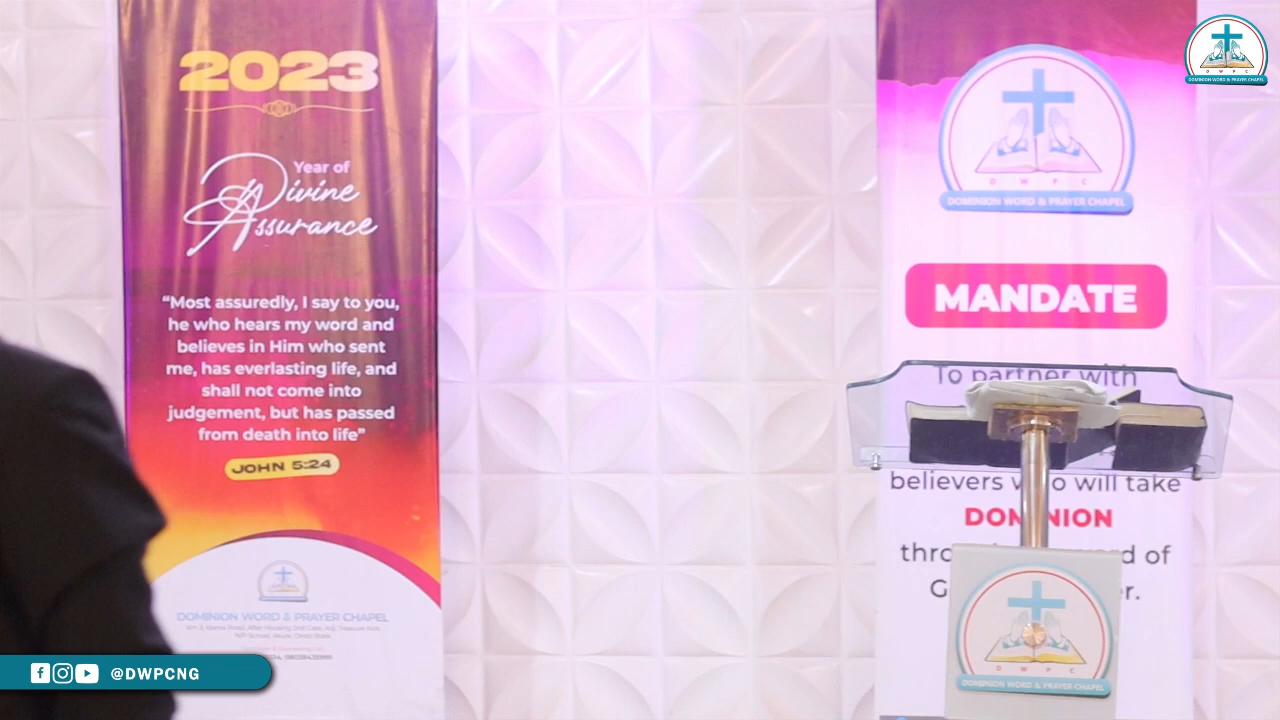 2023
Year of
Divine
Assurance
“Most assuredly, I say to you,
he who hears my word and
believes in Him who sent
me, has everlasting life, and
shall not come into
judgement, but has passed
from death into life”
JOHN 5:24
DOMINION WORD & PRAYER CHAPEL
@DWPCNG
D W P C
DOMINION WORD & PRAYER CHAPEL
MANDATE
To partner with
believers who will take
DOMINION
D W P C
DOMINION WORD & PRAYER CHAPEL
D W P C
DOMINION WORD & PRAYER CHAPEL